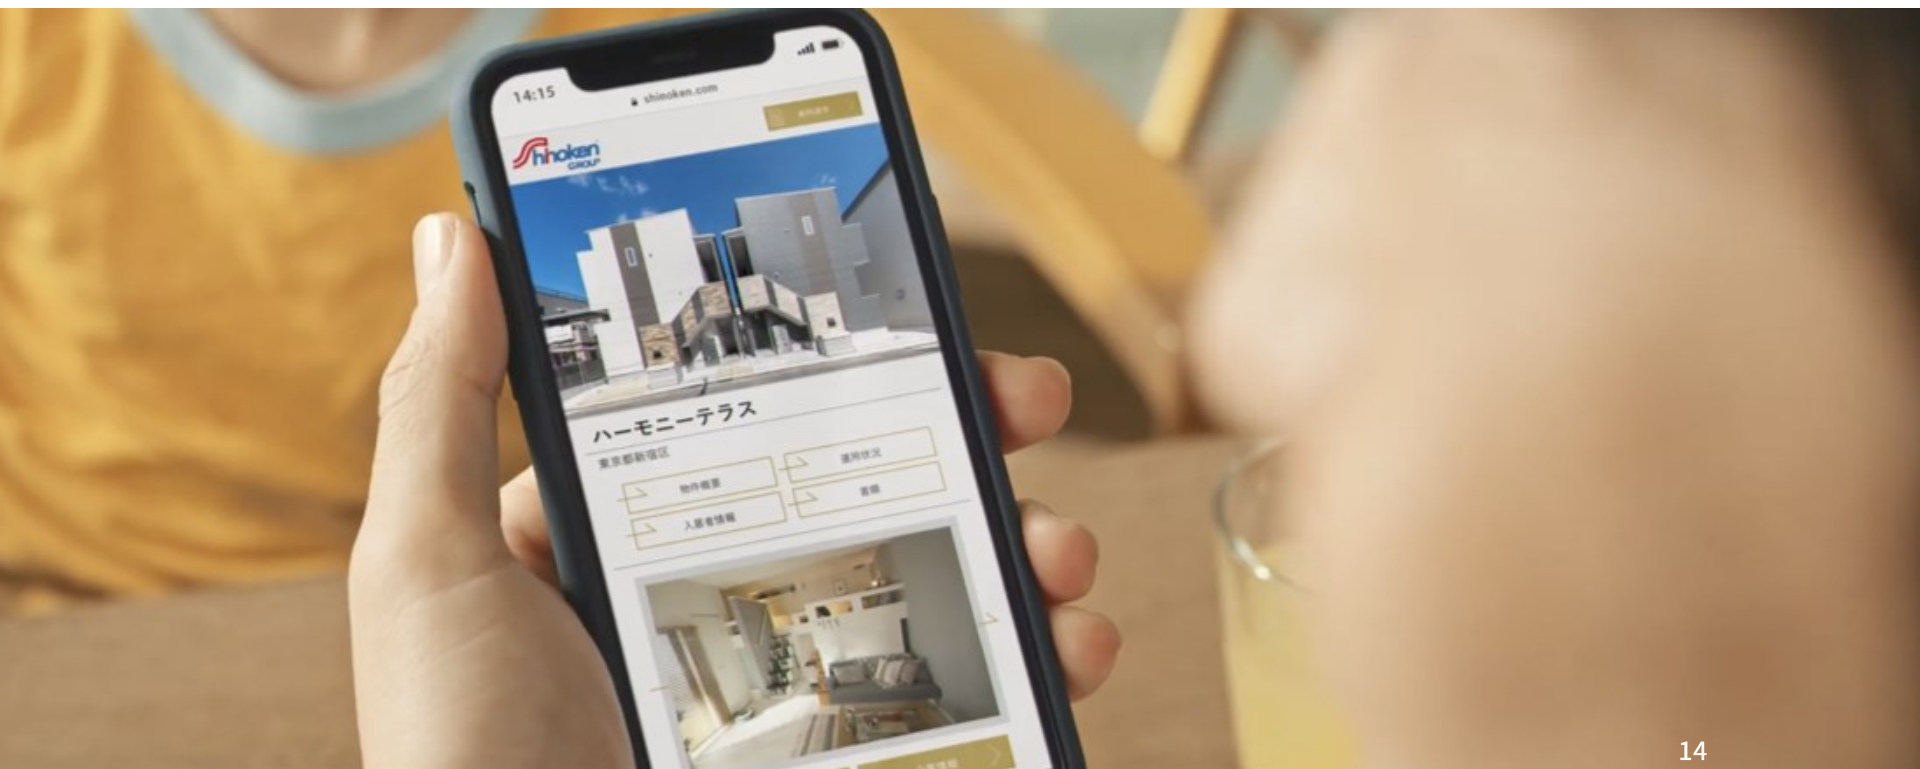 14:15
shinoken.com
Shinoken
GROUP
ハーモニーテラス
東京都新宿区
物件概要
運用状況
入居者情報
書類
14